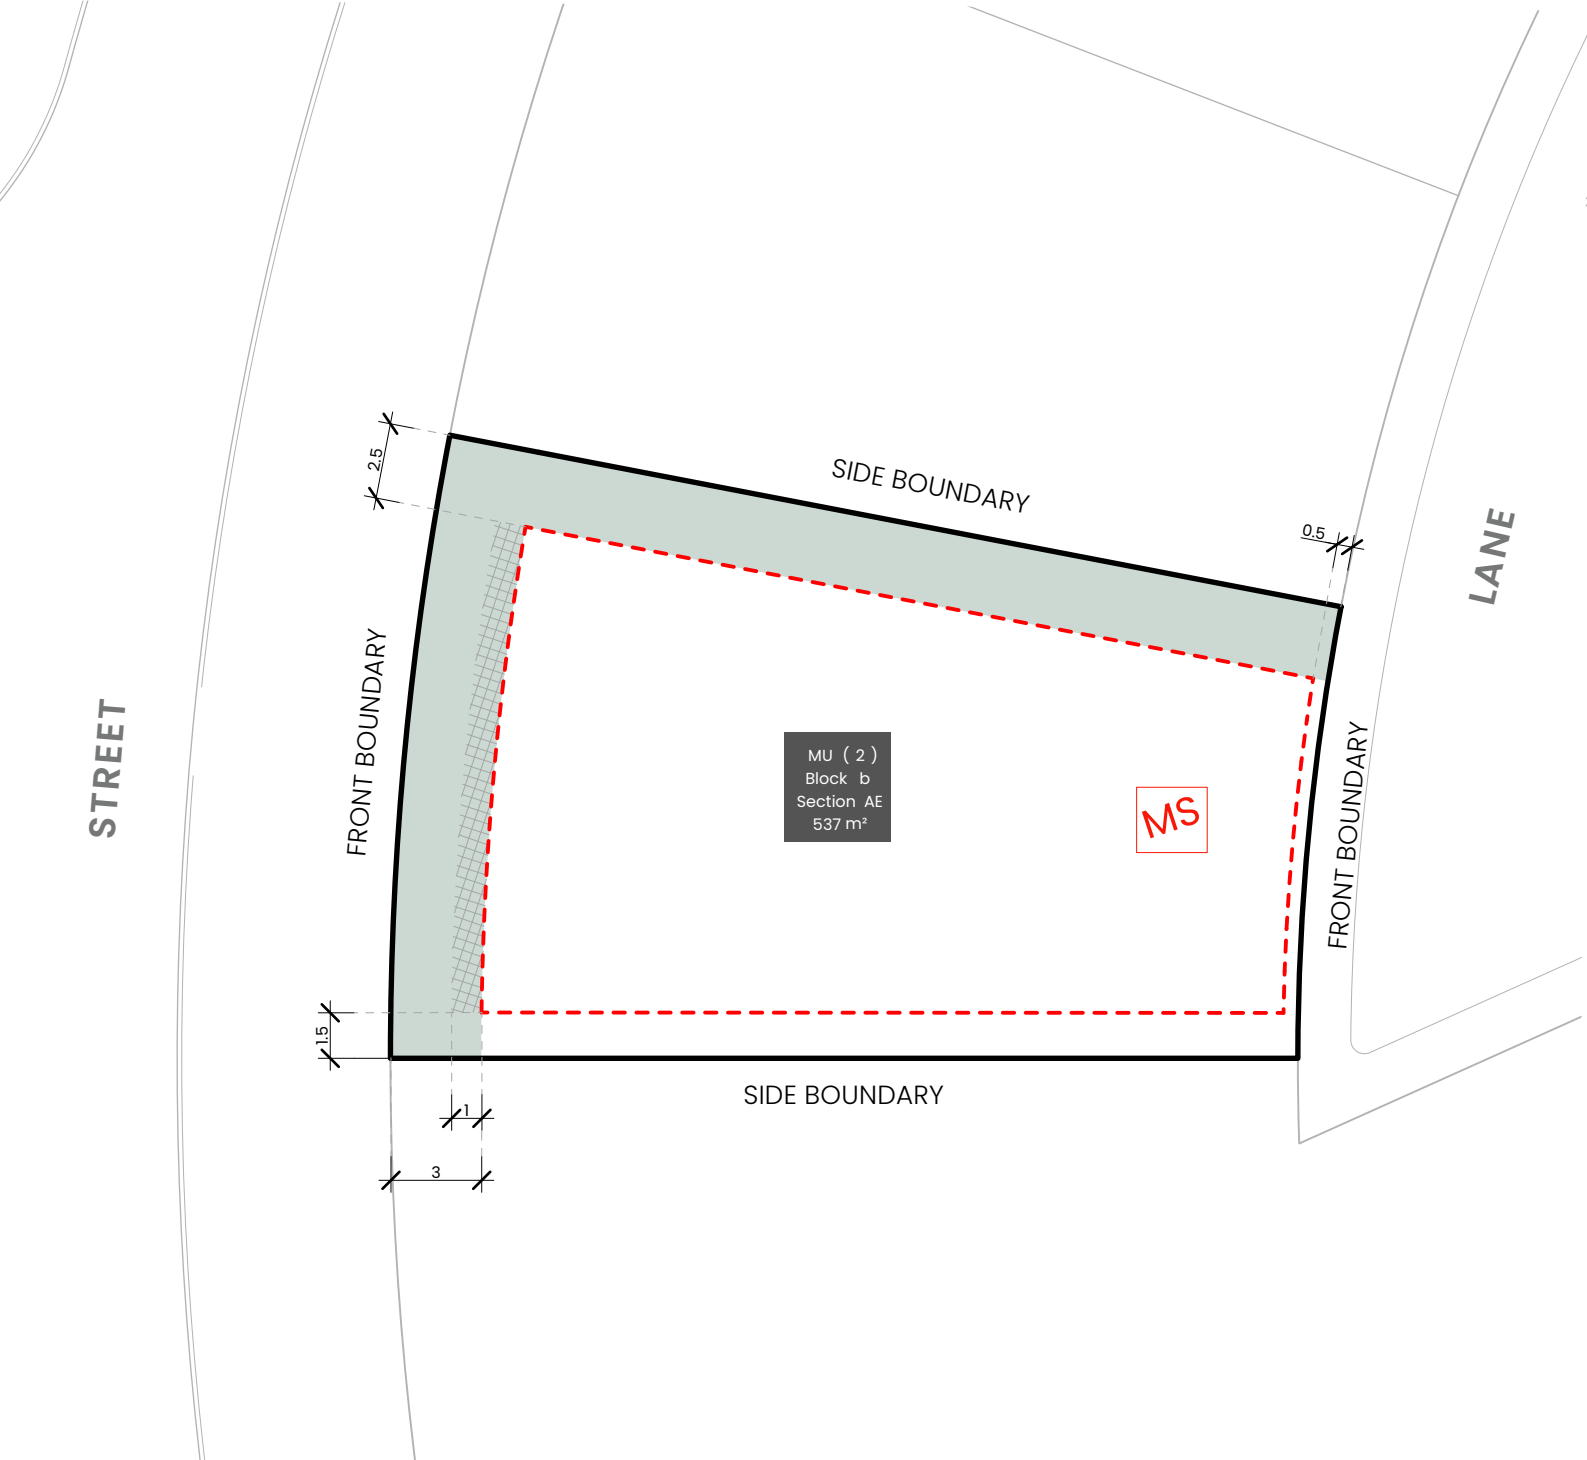 2.5
SIDE BOUNDARY
0.5
LANE
FRONT BOUNDARY
STREET
MU ( 2 )
Block b
Section AE
537 m²
MS
FRONT BOUNDARY
1.5
SIDE BOUNDARY
1
3